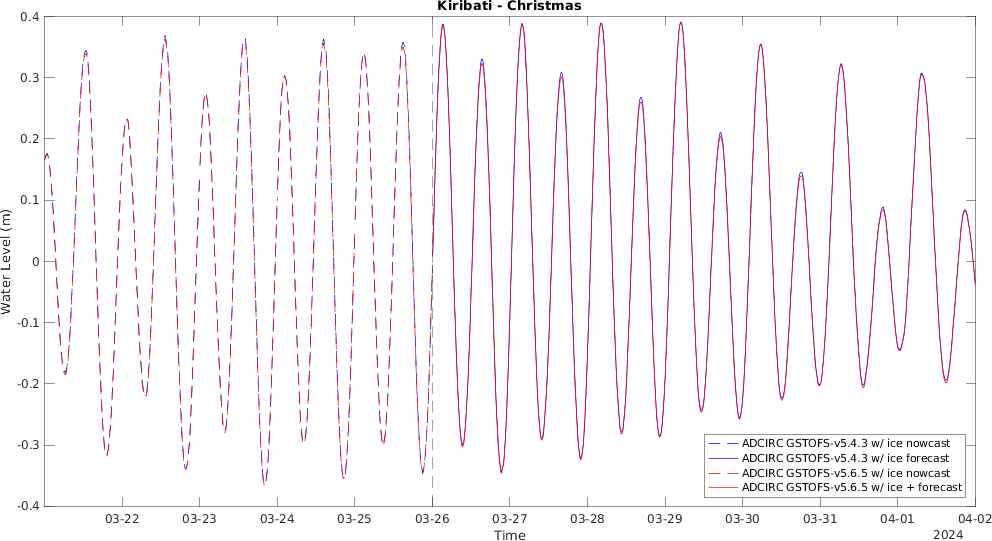 Kiribati - Christmas
0.4
0.3
0.2
0.1
0
-0.1
-0.2
-0.3
-0.4
Water Level (m)
ADCIRC GSTOFS-v5.4.3 w/ ice nowcast
ADCIRC GSTOFS-v5.4.3 w/ ice forecast
ADCIRC GSTOFS-v5.6.5 w/ ice nowcast
ADCIRC GSTOFS-v5.6.5 w/ ice + forecast
03-22 03-23 03-24 03-25 03-26 03-27 03-28 03-29 03-30 03-31 04-01 04-02
Time 2024